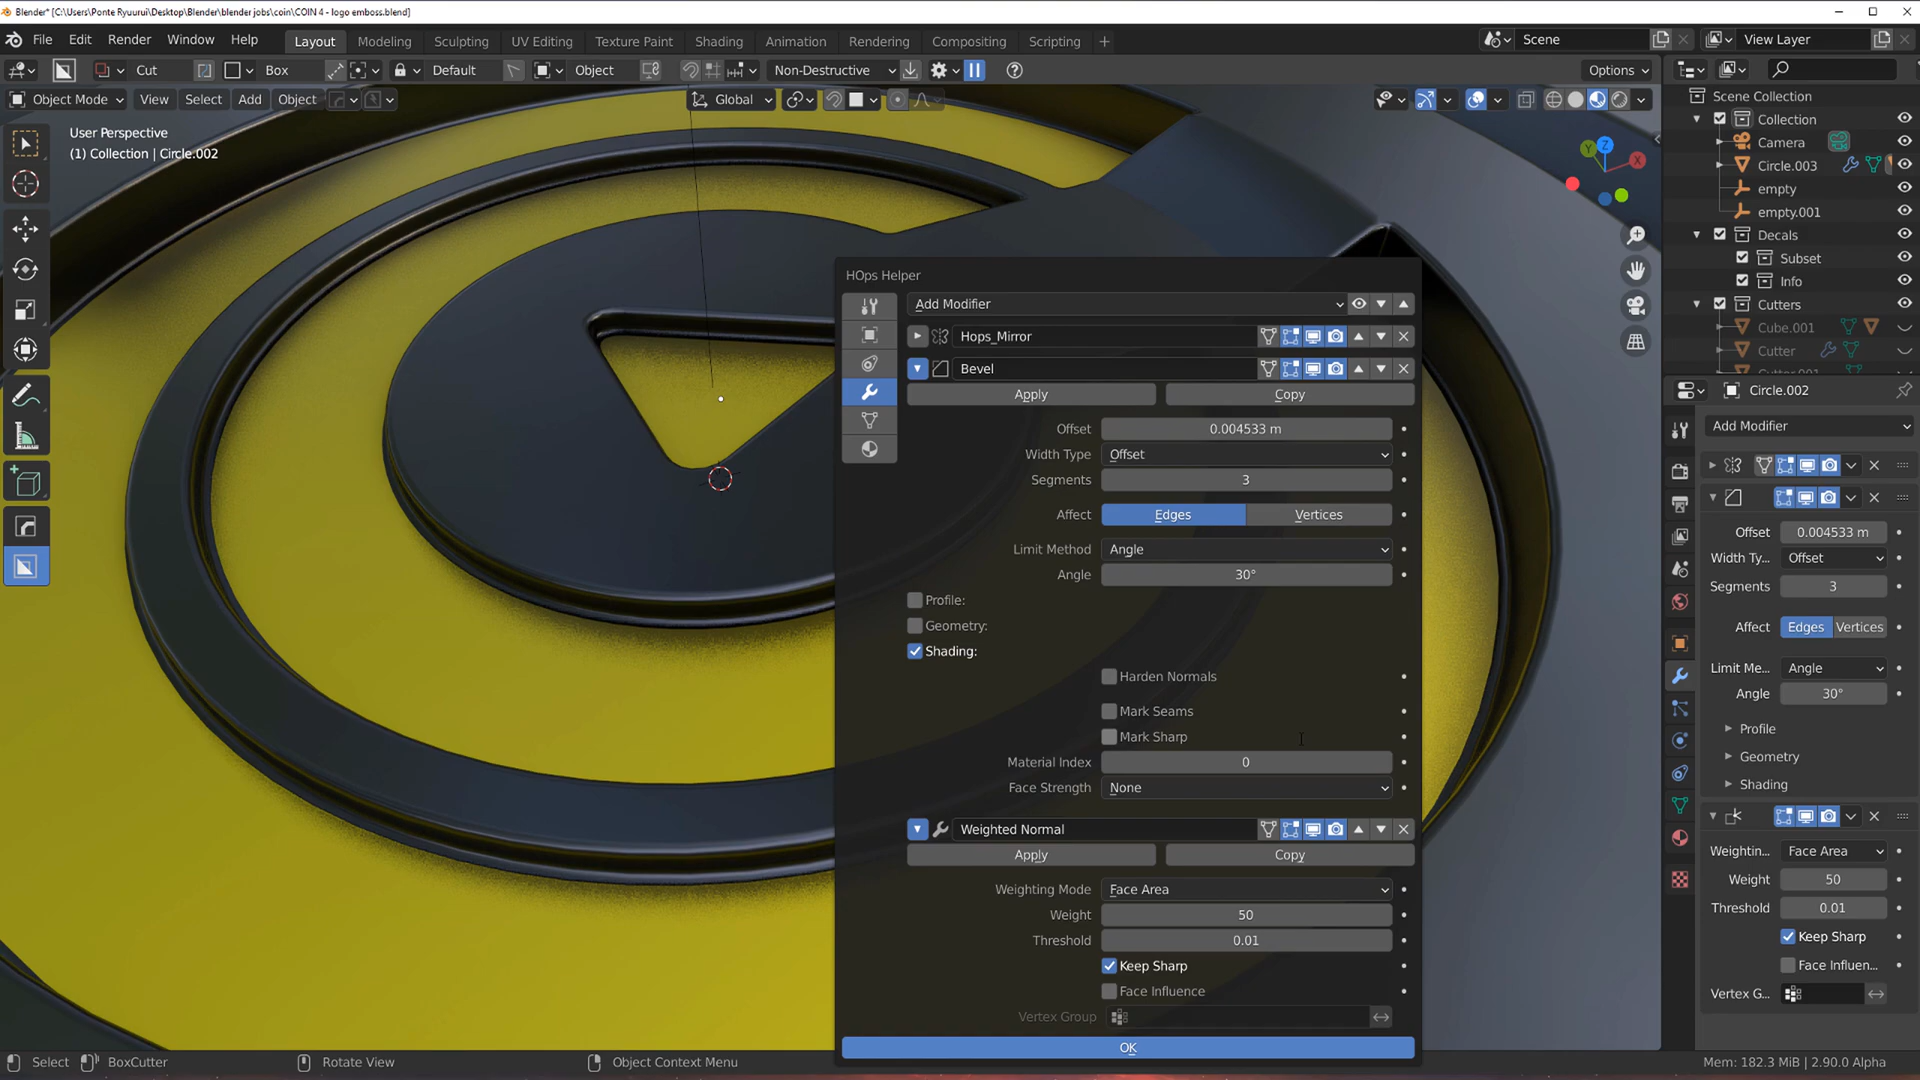 Blender* [C:\Users\Ponte Ryuurui\Desktop\Blender\blender jobs\coin\COIN 4 - logo emboss.blend]
File Edit Render Window Help Layout Modeling Sculpting UV Editing Texture Paint Shading Animation Rendering Compositing Scripting + Scene View Layer
Cut Box Default Object Non-Destructive Options
Object Mode View Select Add Object Global
User Perspective
(1) Collection | Circle.002
Z
Y
X
Scene Collection
Collection
Camera
Circle.003
empty
empty.001
Decals
Subset
Info
Cutters
Cube.001
Cutter
HOps Helper
Add Modifier
Hops_Mirror
Bevel
Apply Copy
Offset 0.004533 m
Width Type Offset
Segments 3
Affect Edges Vertices
Limit Method Angle
Angle 30°
Profile:
Geometry:
Shading:
Harden Normals
Mark Seams
Mark Sharp
Material Index 0
Face Strength None
Weighted Normal
Apply Copy
Weighting Mode Face Area
Weight 50
Threshold 0.01
Keep Sharp
Face Influence
Vertex Group
OK
Circle.002
Add Modifier
Offset 0.004533 m
Width Ty... Offset
Segments 3
Affect Edges Vertices
Limit Me... Angle
Angle 30°
Profile
Geometry
Shading
Weightin... Face Area
Weight 50
Threshold 0.01
Keep Sharp
Face Influen...
Vertex G...
Select BoxCutter Rotate View Object Context Menu Mem: 182.3 MiB | 2.90.0 Alpha